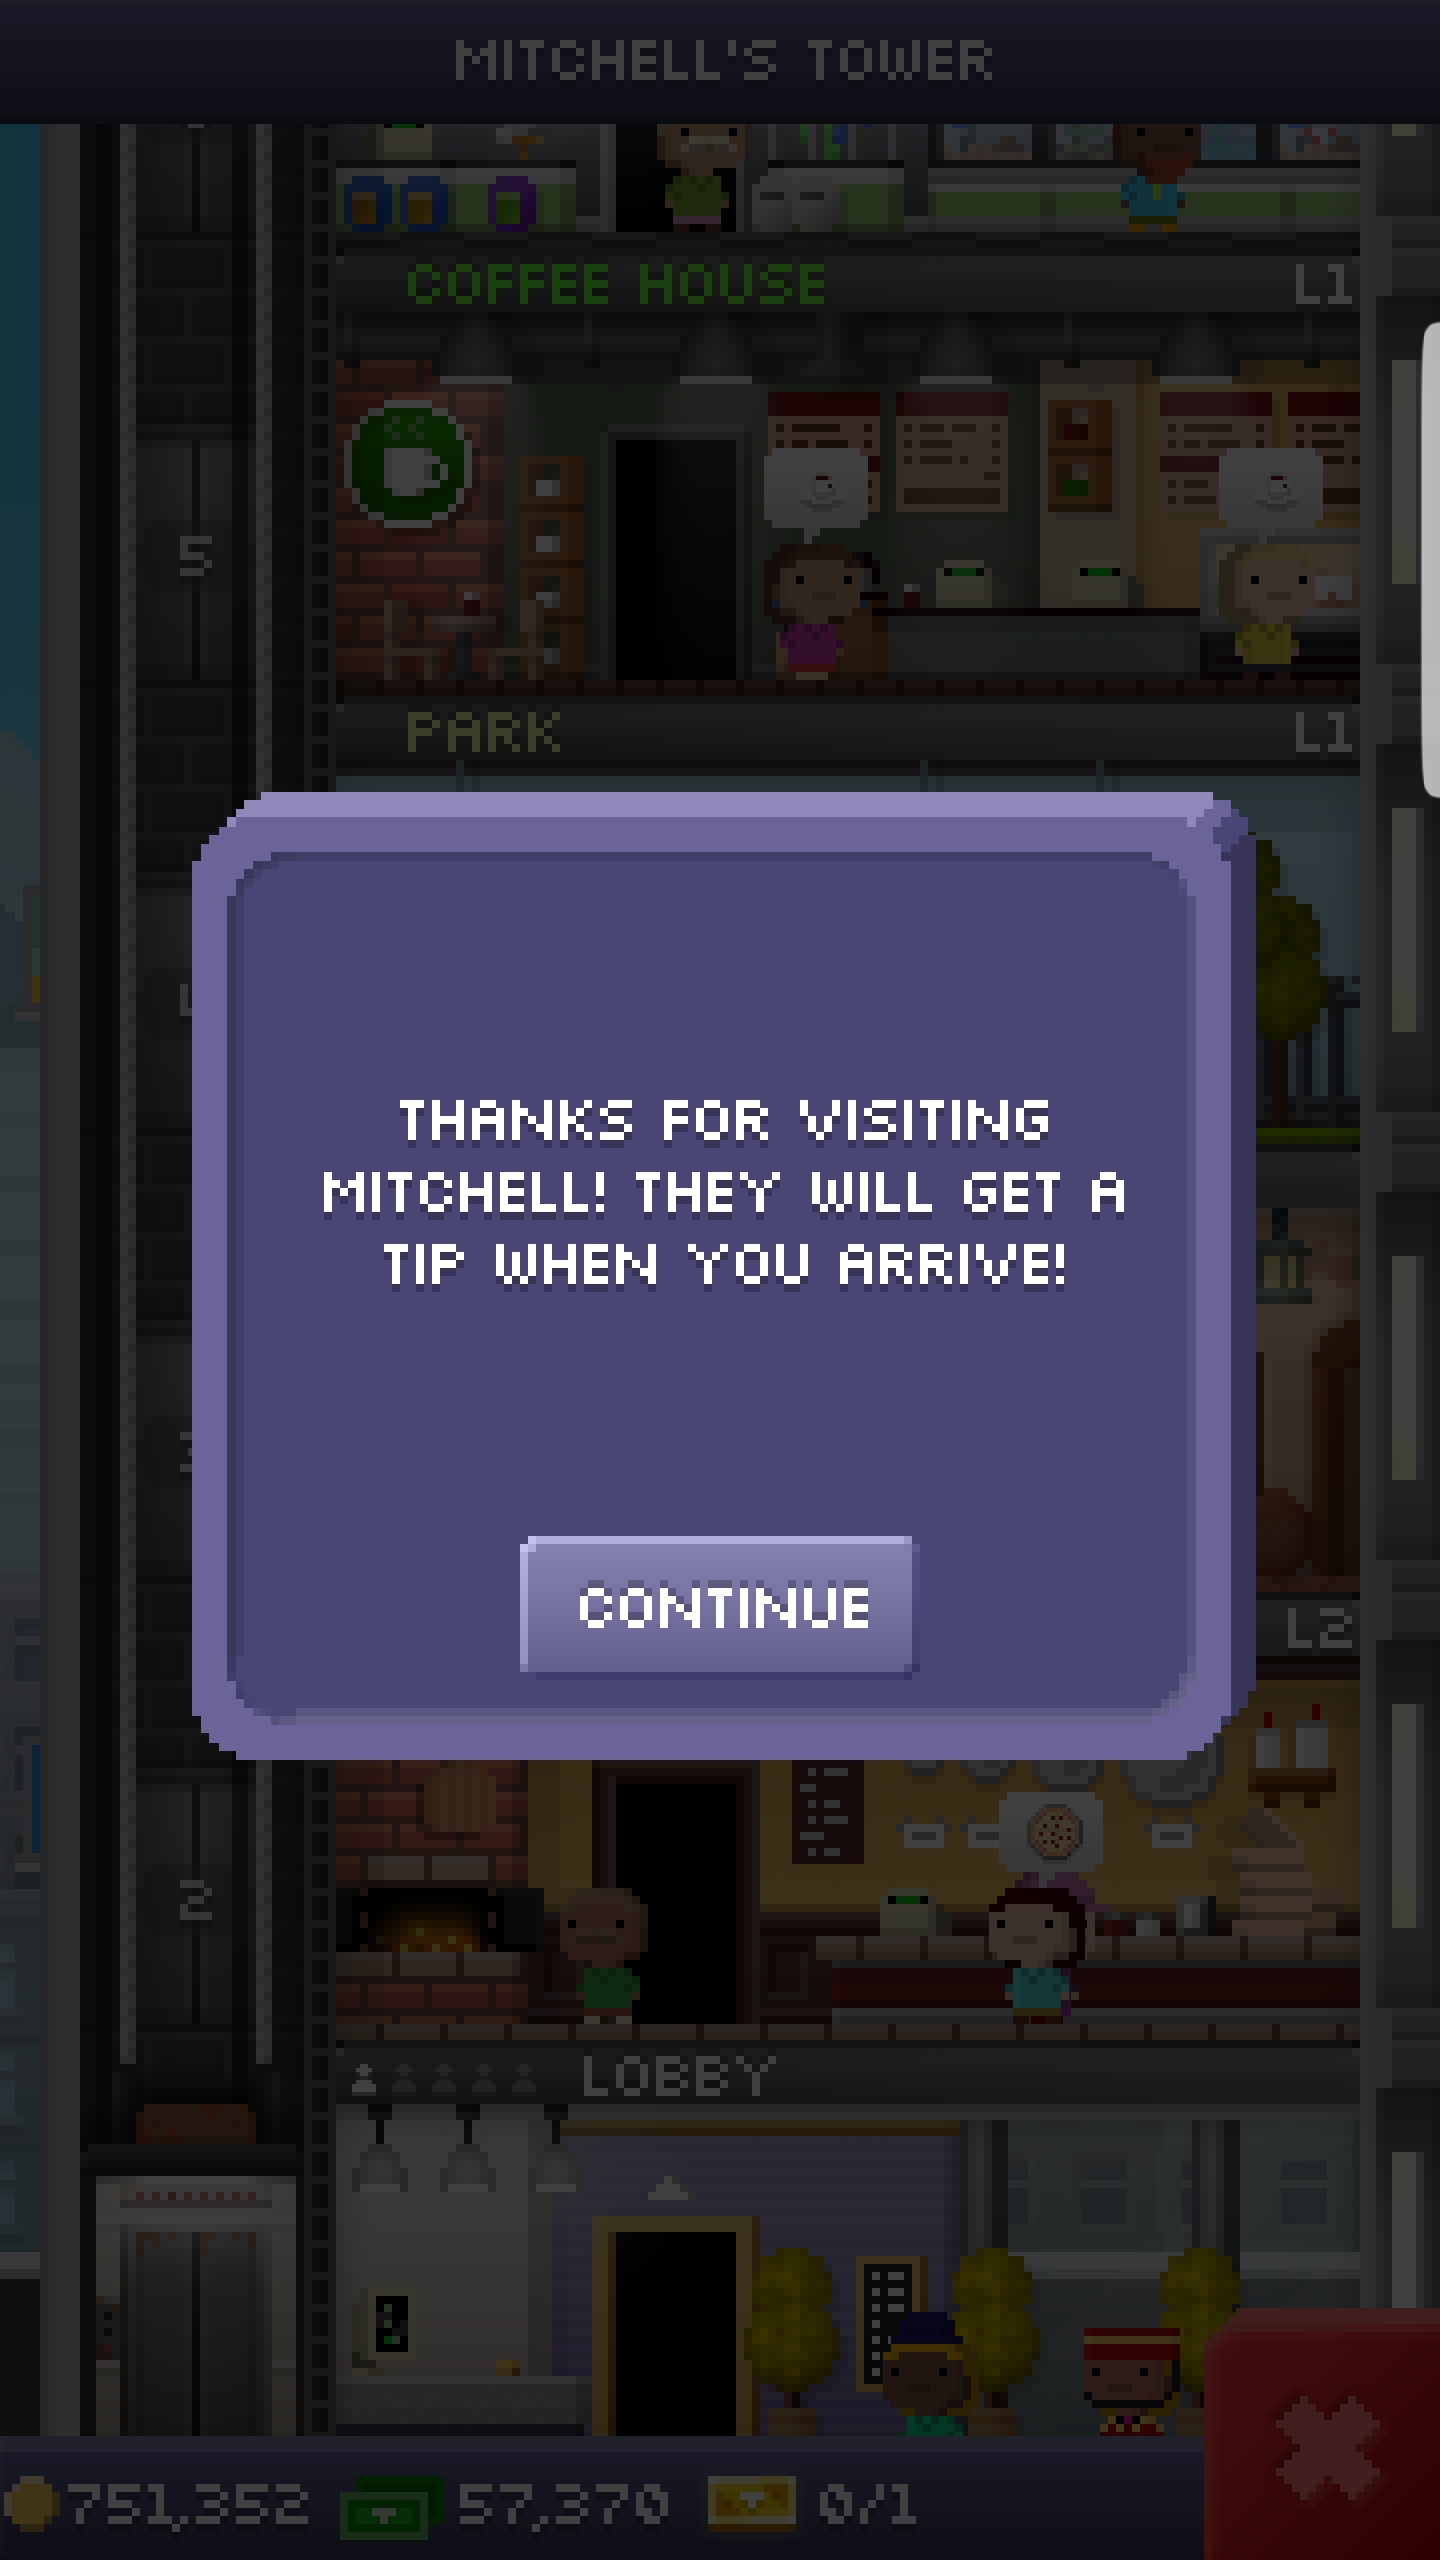 MITCHELL'S TOWER
COFFEE HOUSE L1
5
PARK L1
THANKS FOR VISITING
MITCHELL! THEY WILL GET A
TIP WHEN YOU ARRIVE!
CONTINUE
L2
2
LOBBY
751,352 57,370 0/1